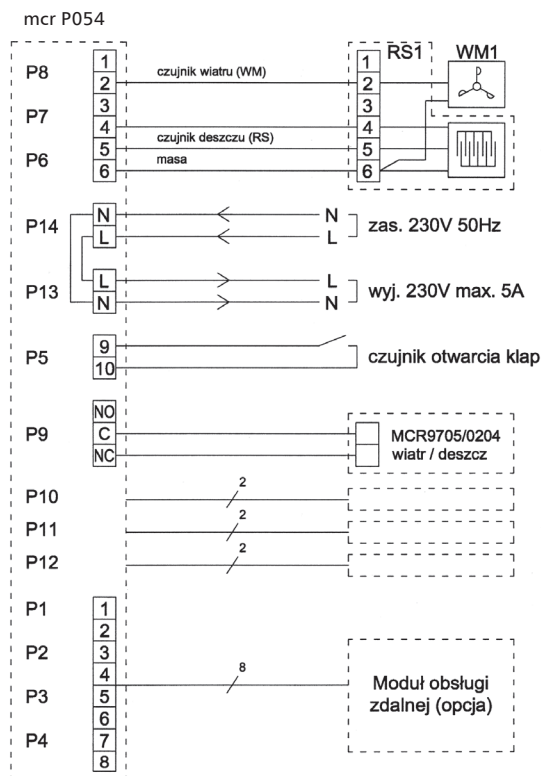 mcr P054
RS1 WM1
P8 1 czujnik wiatru (WM) 1
2 2
P7 3 3
4 4
czujnik deszczu (RS)
P6 5 5
masa
6 6
P14 N N zas. 230V 50Hz
L L
P13 L L wyj. 230V max. 5A
N N
P5 9 czujnik otwarcia klap
10
NO
P9 C MCR9705/0204
NC wiatr / deszcz
P10 2
P11 2
P12 2
P1 1
2
P2 3
4 8
P3 5 Moduł obsługi
6 zdalnej (opcja)
P4 7
8